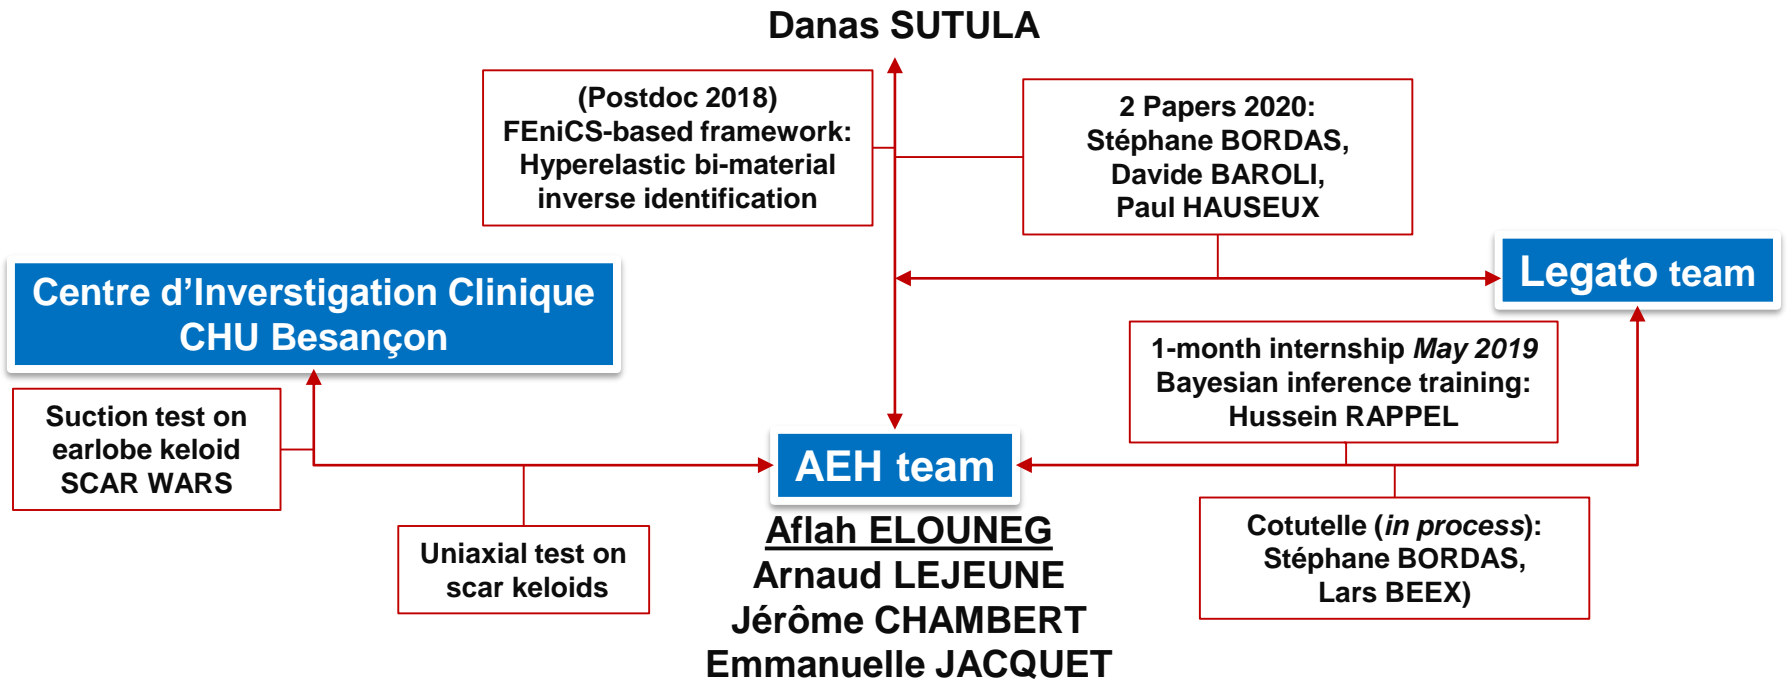 Danas SUTULA
(Postdoc 2018)
FEniCS-based framework:
Hyperelastic bi-material
inverse identification
2 Papers 2020:
Stéphane BORDAS,
Davide BAROLI,
Paul HAUSEUX
Centre d’Inverstigation Clinique
CHU Besançon
Legato team
1-month internship May 2019
Bayesian inference training:
Hussein RAPPEL
Suction test on
earlobe keloid
SCAR WARS
AEH team
Uniaxial test on
scar keloids
Aflah ELOUNEG
Arnaud LEJEUNE
Jérôme CHAMBERT
Emmanuelle JACQUET
Cotutelle (in process):
Stéphane BORDAS,
Lars BEEX)